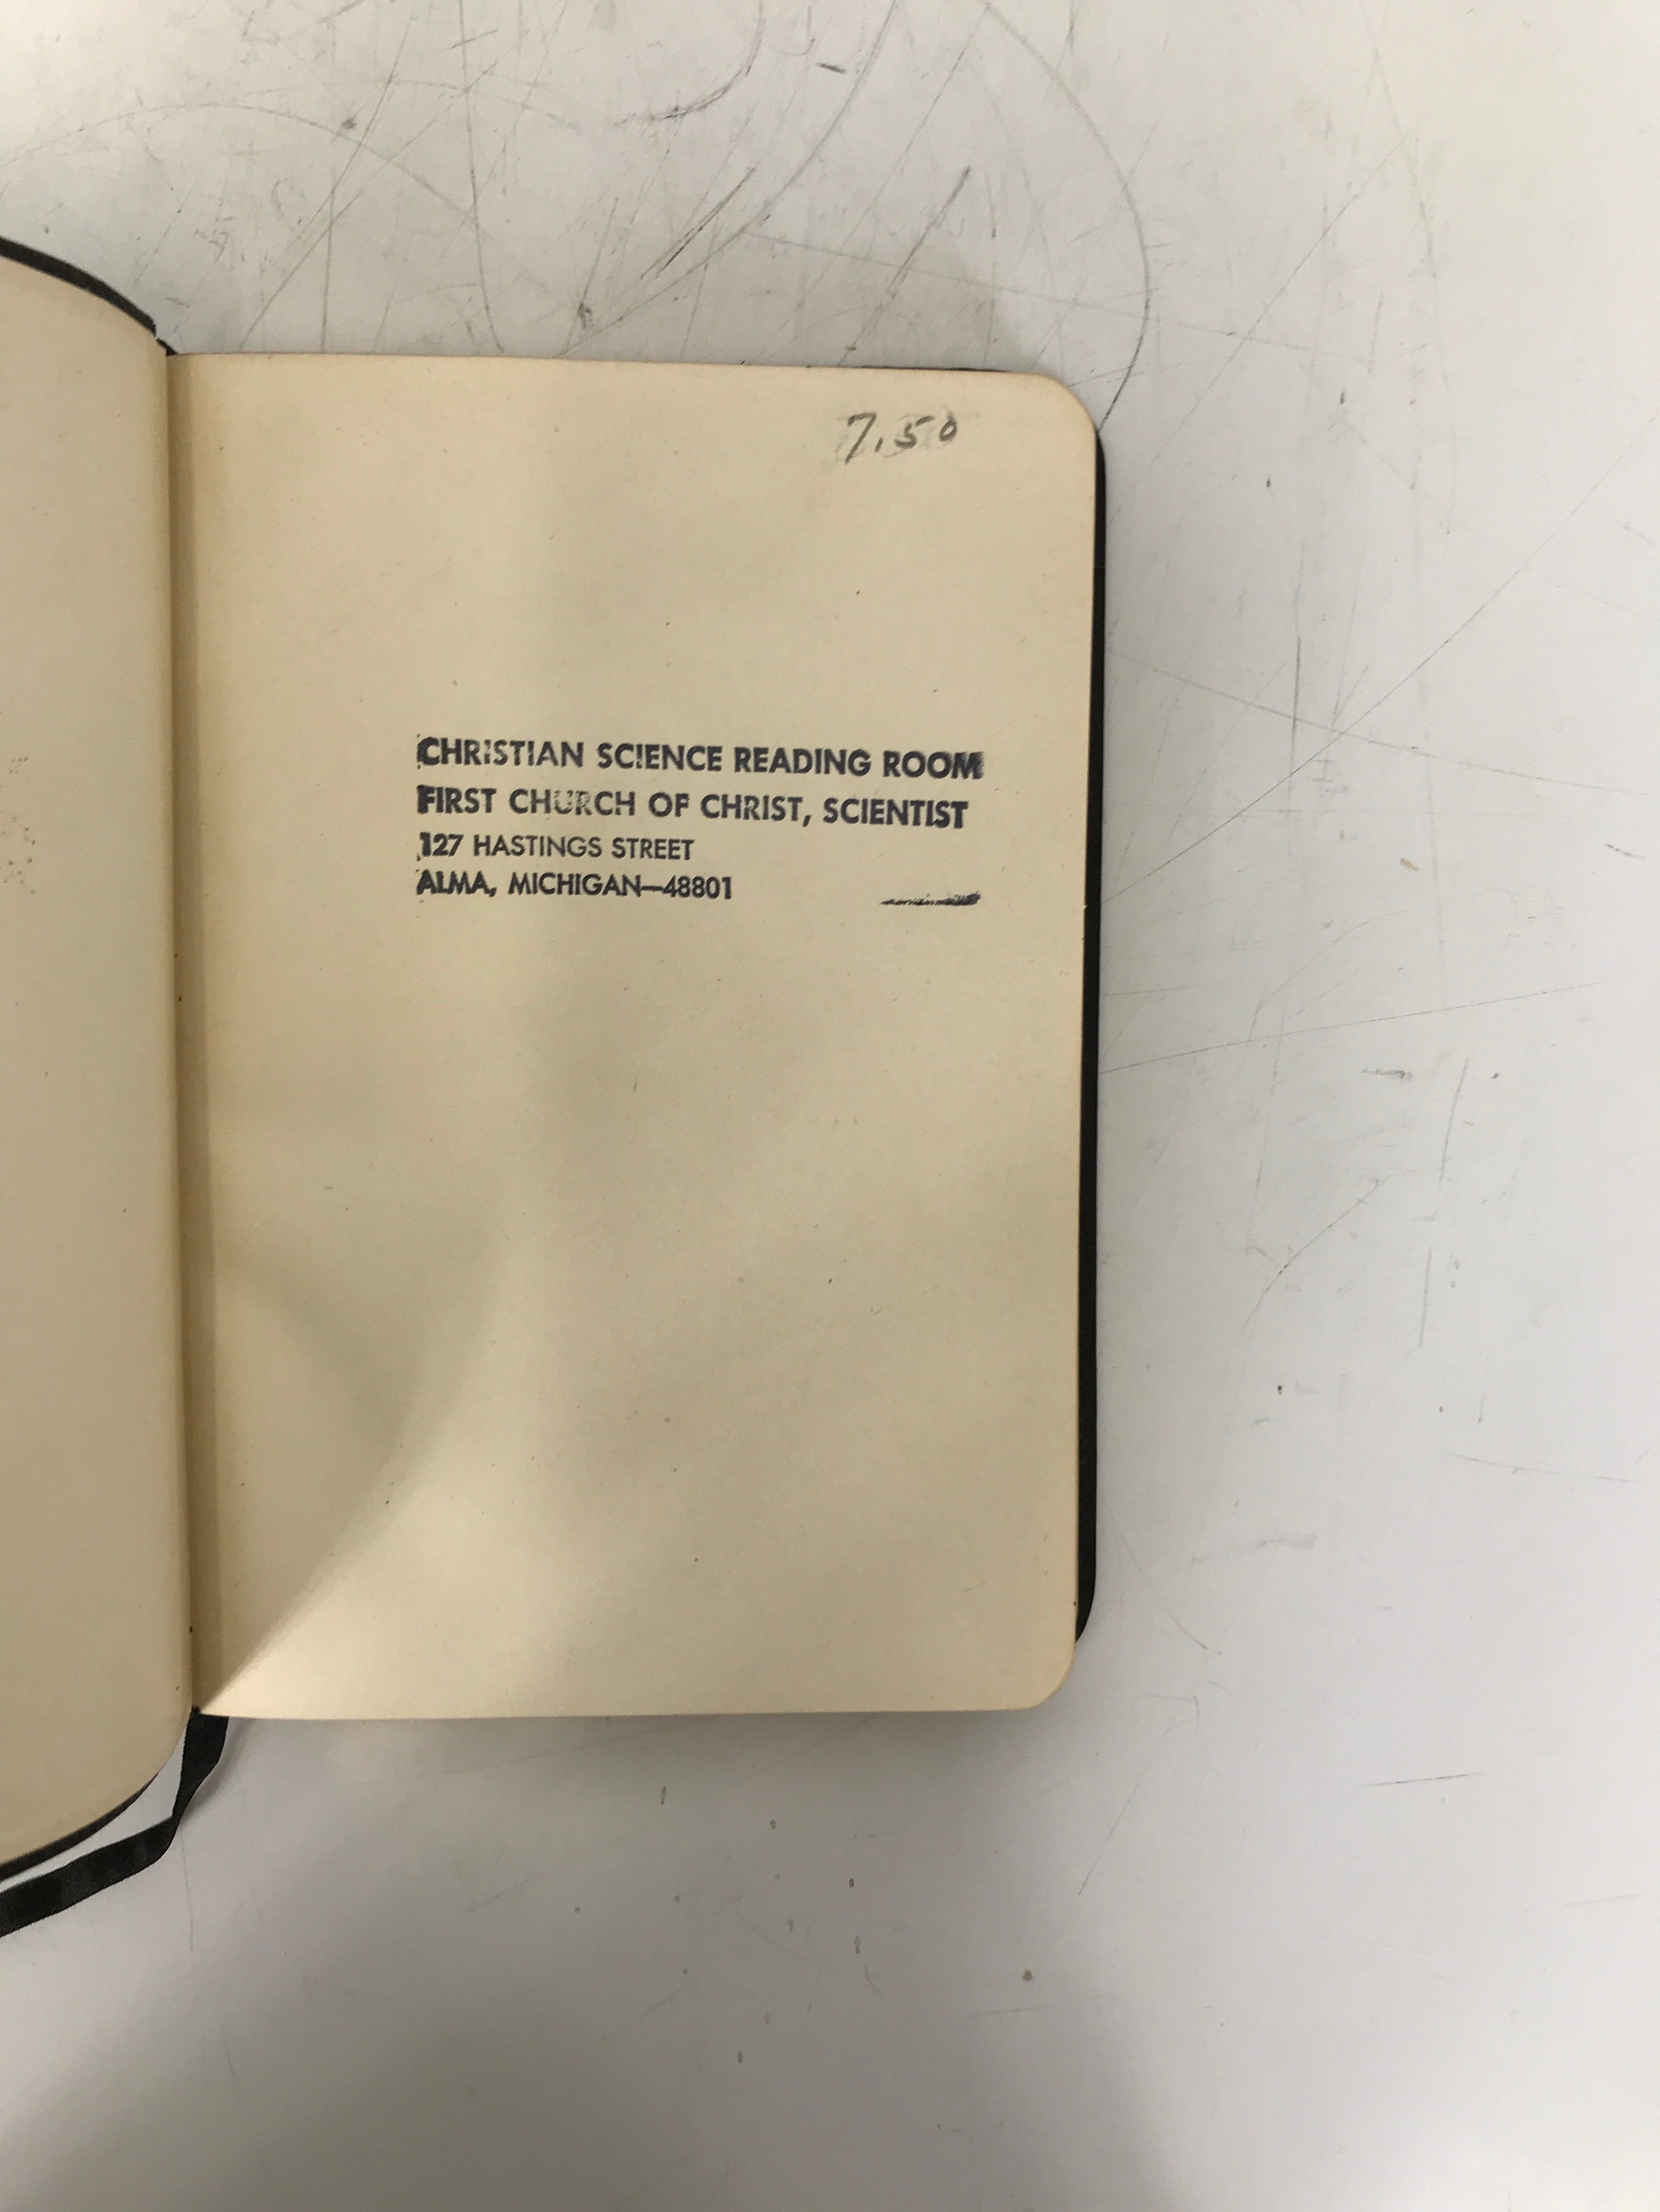 7.50
CHRISTIAN SCIENCE READING ROOM
FIRST CHURCH OF CHRIST, SCIENTIST
127 HASTINGS STREET
ALMA, MICHIGAN—48801